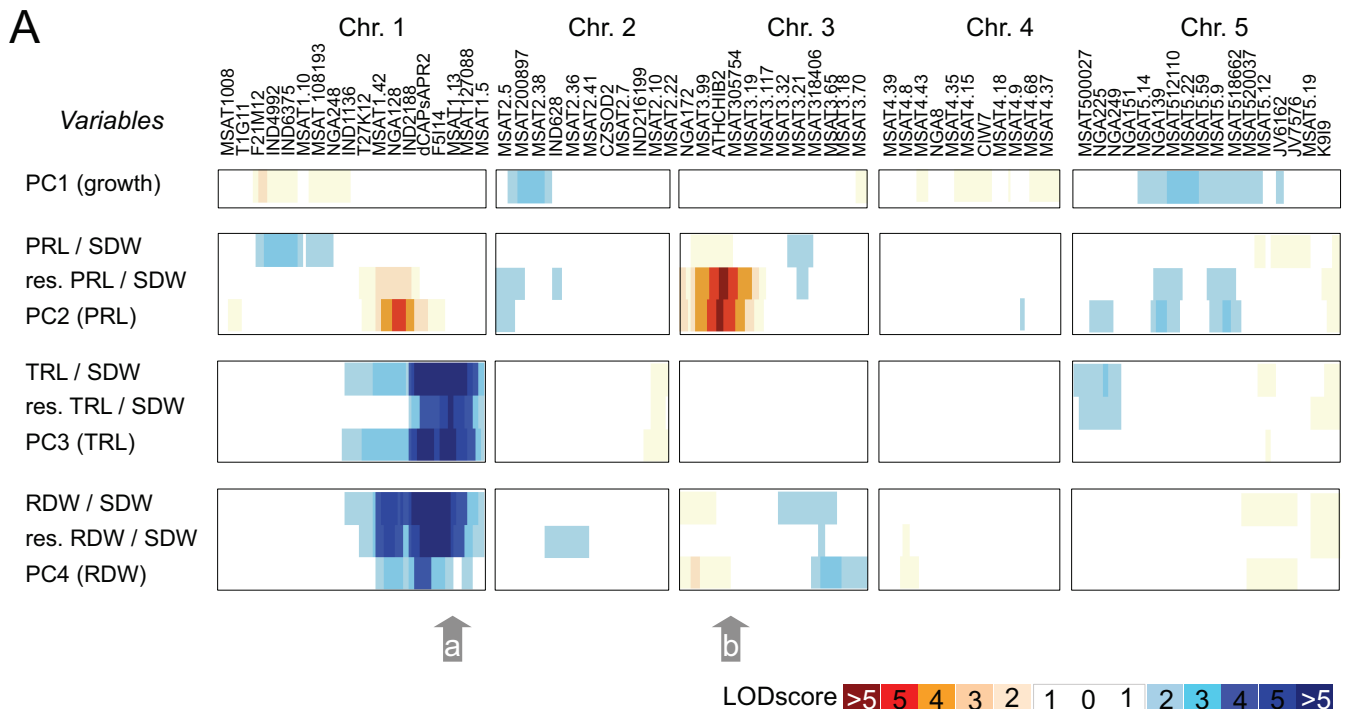 A
Chr. 1 Chr. 2 Chr. 3 Chr. 4 Chr. 5
Variables
MSAT1008
T1G11
F21M12
IND4992
IND6375
MSAT1.10
MSAT 108193
NGA248
IND1136
T27K12
MSAT1.42
NGA128
IND2188
dCAPsAPR2
F5I14
MSAT1.13
MSAT127088
MSAT1.5
MSAT2.5
MSAT200897
MSAT2.38
IND628
MSAT2.36
MSAT2.41
CZSOD2
MSAT2.7
IND216199
MSAT2.10
MSAT2.22
NGA172
MSAT3.99
ATHCHIB2
MSAT305754
MSAT3.19
MSAT3.117
MSAT3.32
MSAT3.21
MSAT318406
MSAT3.65
MSAT3.18
MSAT3.70
MSAT4.39
MSAT4.8
MSAT4.43
NGA8
MSAT4.35
MSAT4.15
CIW7
MSAT4.18
MSAT4.9
MSAT4.68
MSAT4.37
MSAT500027
NGA225
NGA249
NGA151
MSAT5.14
NGA139
MSAT512110
MSAT5.22
MSAT5.59
MSAT5.9
MSAT518662
MSAT520037
MSAT5.12
JV6162
JV7576
MSAT5.19
K9I9
PC1 (growth)
PRL / SDW
res. PRL / SDW
PC2 (PRL)
TRL / SDW
res. TRL / SDW
PC3 (TRL)
RDW / SDW
res. RDW / SDW
PC4 (RDW)
a b
LODscore >5 5 4 3 2 1 0 1 2 3 4 5 >5